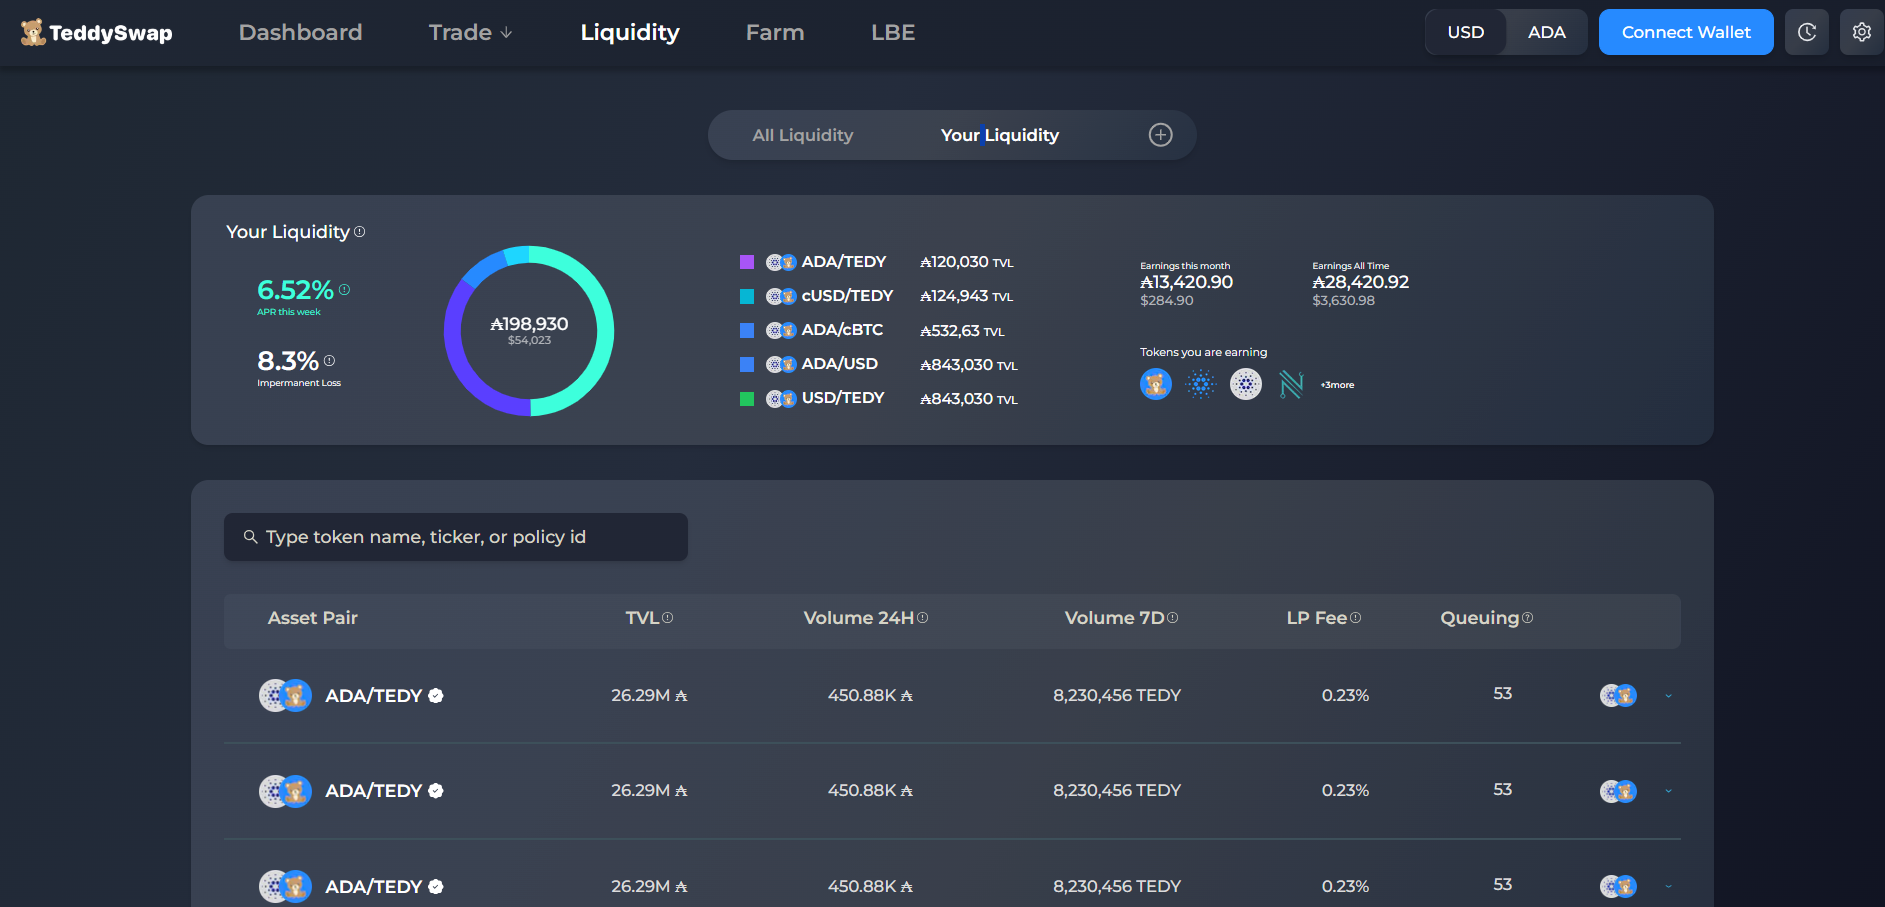 TeddySwap Dashboard Trade ↓ Liquidity Farm LBE USD ADA Connect Wallet
All Liquidity Your Liquidity
Your Liquidity
6.52%
APR this week
8.3%
Impermanent Loss
₳198,930
$54,023
ADA/TEDY ₳120,030 TVL
cUSD/TEDY ₳124,943 TVL
ADA/cBTC ₳532,63 TVL
ADA/USD ₳843,030 TVL
USD/TEDY ₳843,030 TVL
Earnings this month
₳13,420.90
$284.90
Earnings All Time
₳28,420.92
$3,630.98
Tokens you are earning
+3more
Type token name, ticker, or policy id
Asset Pair TVL Volume 24H Volume 7D LP Fee Queuing
ADA/TEDY 26.29M ₳ 450.88K ₳ 8,230,456 TEDY 0.23% 53
ADA/TEDY 26.29M ₳ 450.88K ₳ 8,230,456 TEDY 0.23% 53
ADA/TEDY 26.29M ₳ 450.88K ₳ 8,230,456 TEDY 0.23% 53